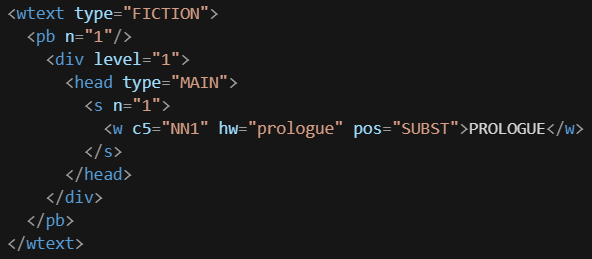 <wtext type="FICTION">
<pb n="1"/>
<div level="1">
<head type="MAIN">
<s n="1">
<w c5="NN1" hw="prologue" pos="SUBST">PROLOGUE</w>
</s>
</head>
</div>
</pb>
</wtext>